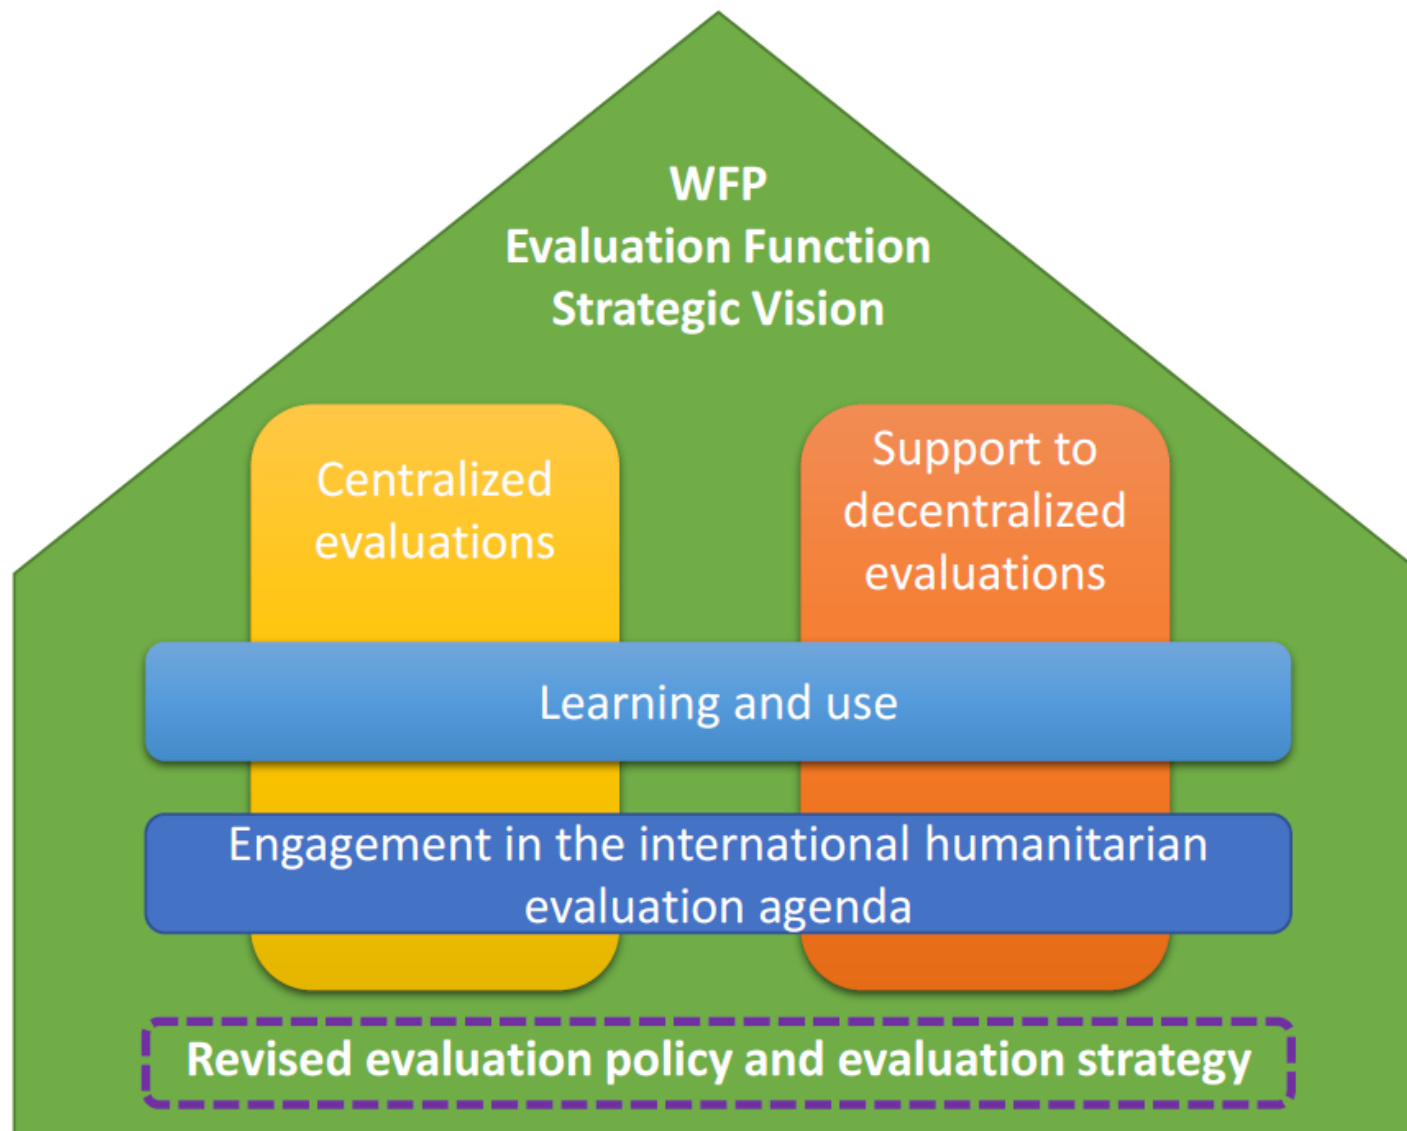 WFP
Evaluation Function
Strategic Vision
Centralized
evaluations
Support to
decentralized
evaluations
Learning and use
Engagement in the international humanitarian
evaluation agenda
Revised evaluation policy and evaluation strategy